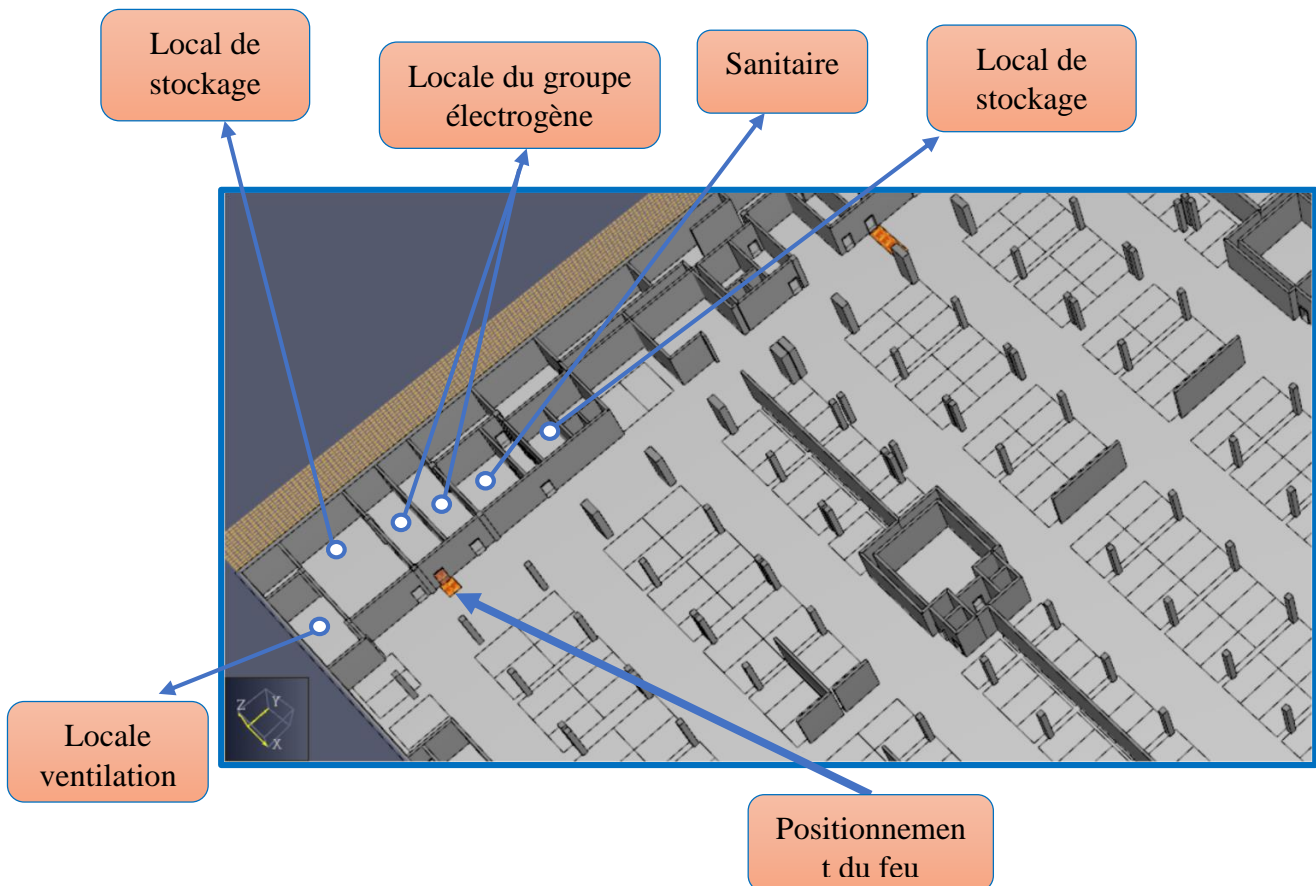 Local de
stockage
Locale du groupe
électrogène
Sanitaire
Local de
stockage
Z
Y
X
Locale
ventilation
Positionnemen
t du feu